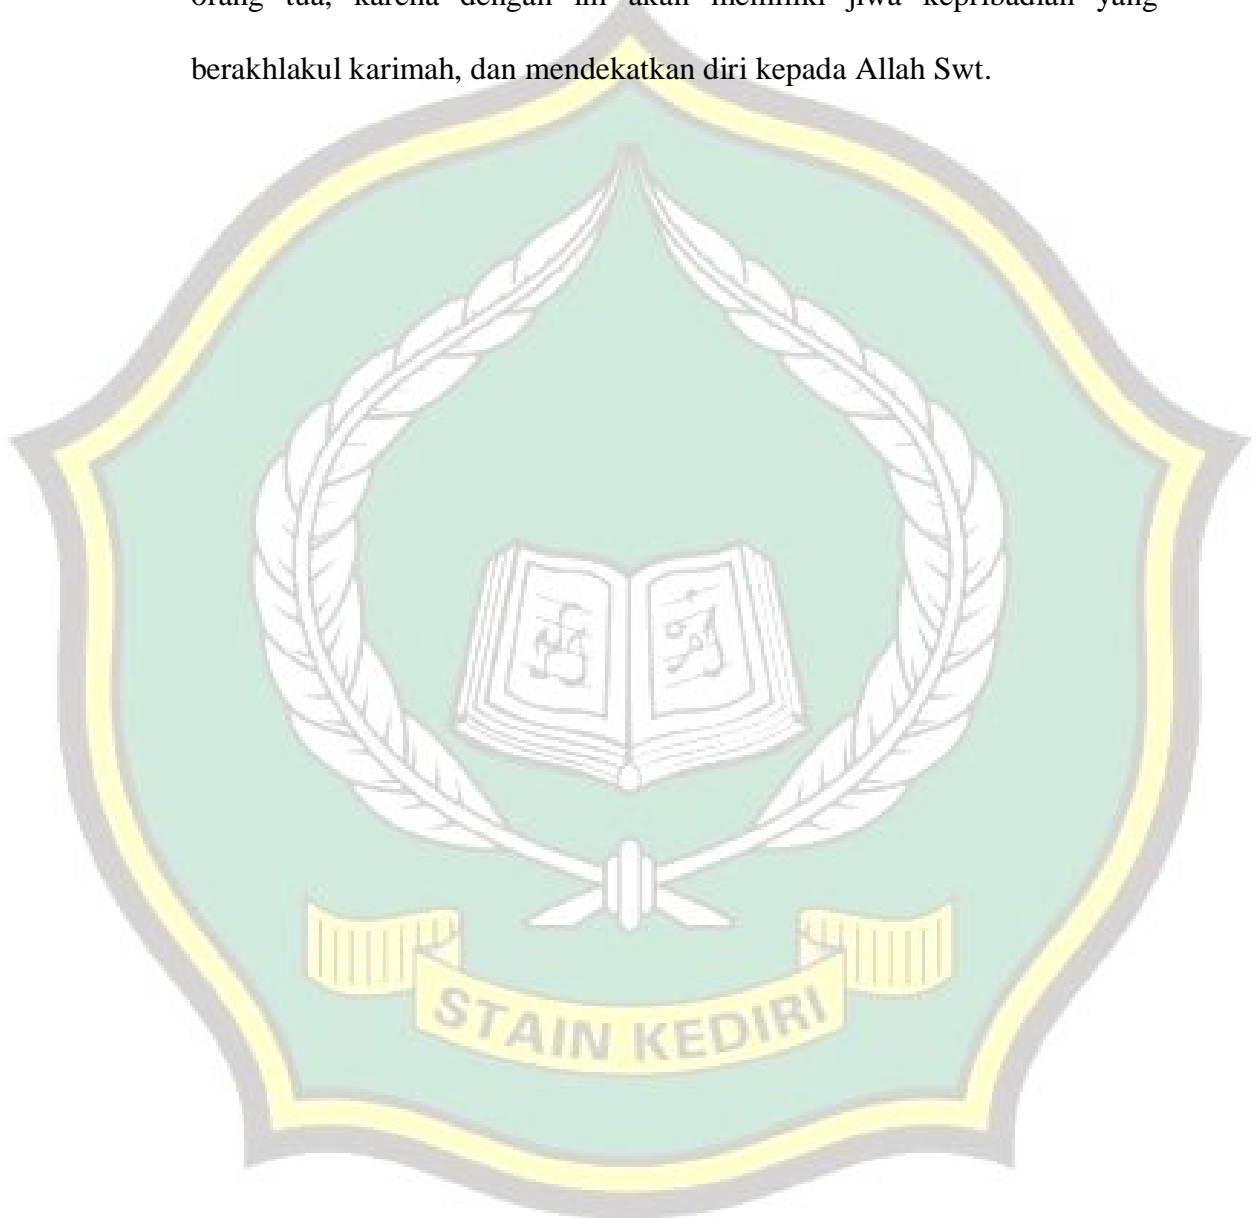 orang tua, karena dengan ini akan memiliki jiwa kepribadian yang
berakhlakul karimah, dan mendekatkan diri kepada Allah Swt.
STAIN KEDIRI